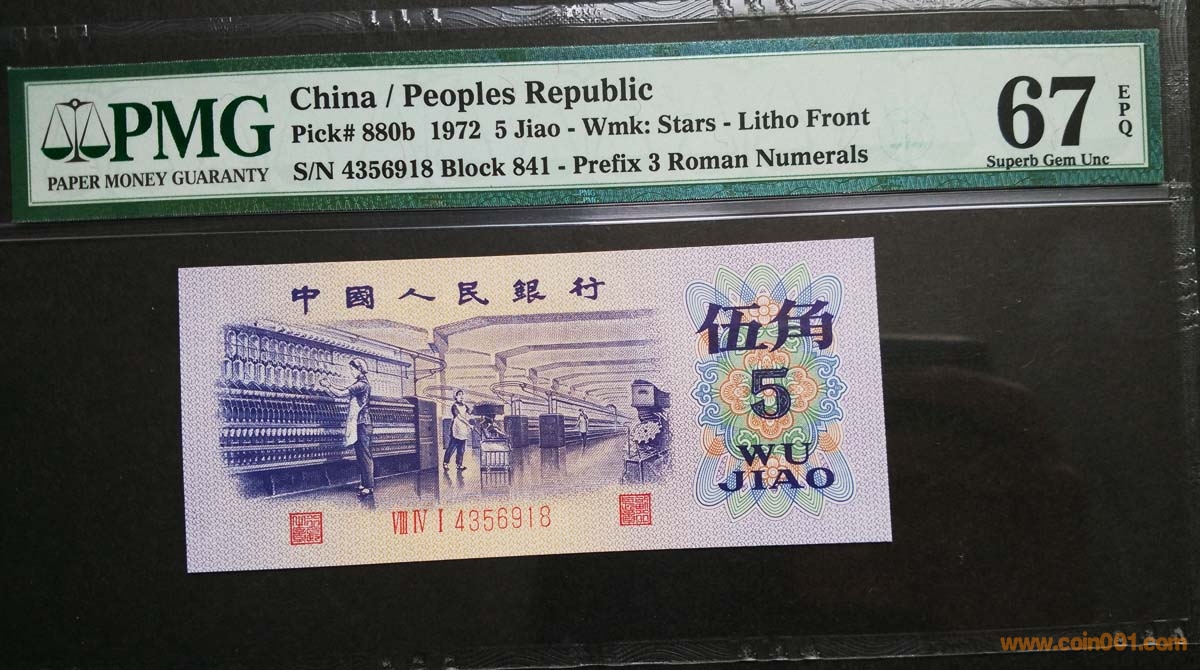 PMG
PAPER MONEY GUARANTY
China / Peoples Republic
Pick# 880b 1972 5 Jiao - Wmk: Stars - Litho Front
S/N 4356918 Block 841 - Prefix 3 Roman Numerals
67
EPQ
Superb Gem Unc
PMG
中國人民銀行
伍角
5
WU
JIAO
VIII IV I 4356918
www.coin001.com